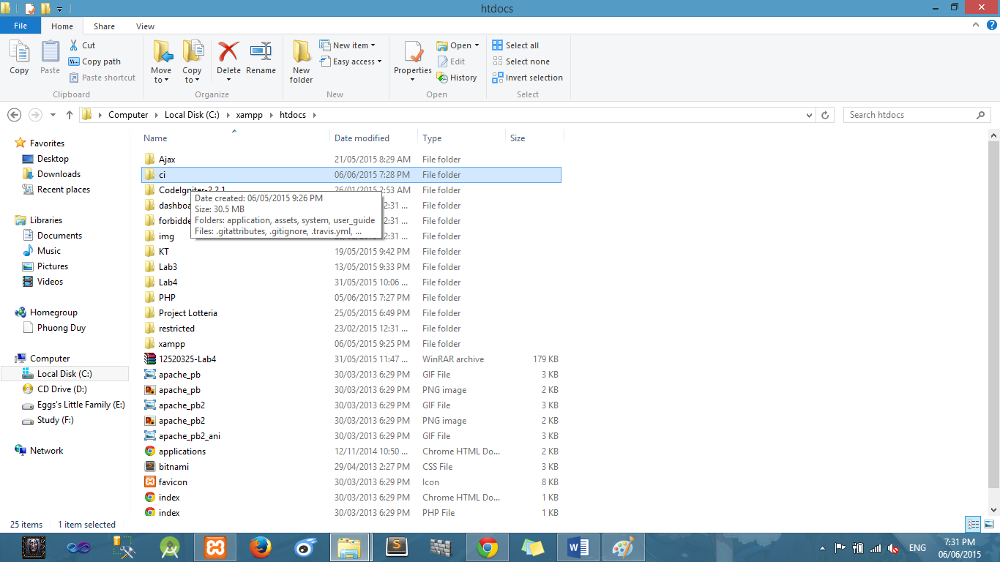 htdocs
File Home Share View
Copy Paste Cut Copy path Paste shortcut
Move to Copy to Delete Rename
New folder New item Easy access
Properties Open Edit History
Select all Select none Invert selection
Clipboard Organize New Open Select
Computer Local Disk (C:) xampp htdocs
Search htdocs
Favorites
Desktop
Downloads
Recent places
Libraries
Documents
Music
Pictures
Videos
Homegroup
Phuong Duy
Computer
Local Disk (C:)
CD Drive (D:)
Eggs's Little Family (E:)
Study (F:)
Network
Name Date modified Type Size
Ajax 21/05/2015 8:29 AM File folder
ci 06/06/2015 7:28 PM File folder
CodeIgniter-2.2.1 26/01/2015 2:53 AM File folder
Date created: 06/05/2015 9:26 PM
Size: 30.5 MB
Folders: application, assets, system, user_guide
Files: .gitattributes, .gitignore, .travis.yml, ...
dashboa 12:31 ... File folder
forbidde 12:31 ... File folder
img 12:31 ... File folder
KT 19/05/2015 9:42 PM File folder
Lab3 13/05/2015 9:33 PM File folder
Lab4 31/05/2015 10:06 ... File folder
PHP 05/06/2015 7:27 PM File folder
Project Lotteria 25/05/2015 6:49 PM File folder
restricted 23/02/2015 12:31 ... File folder
xampp 06/05/2015 9:25 PM File folder
12520325-Lab4 31/05/2015 11:47 ... WinRAR archive 179 KB
apache_pb 30/03/2013 6:29 PM GIF File 3 KB
apache_pb 30/03/2013 6:29 PM PNG image 2 KB
apache_pb2 30/03/2013 6:29 PM GIF File 3 KB
apache_pb2 30/03/2013 6:29 PM PNG image 2 KB
apache_pb2_ani 30/03/2013 6:29 PM GIF File 3 KB
applications 12/11/2014 10:50 ... Chrome HTML Do... 2 KB
bitnami 29/04/2013 2:27 PM CSS File 3 KB
favicon 30/03/2013 6:29 PM Icon 8 KB
index 30/03/2013 6:29 PM Chrome HTML Do... 1 KB
index 30/03/2013 6:29 PM PHP File 1 KB
25 items 1 item selected
ENG
7:31 PM
06/06/2015